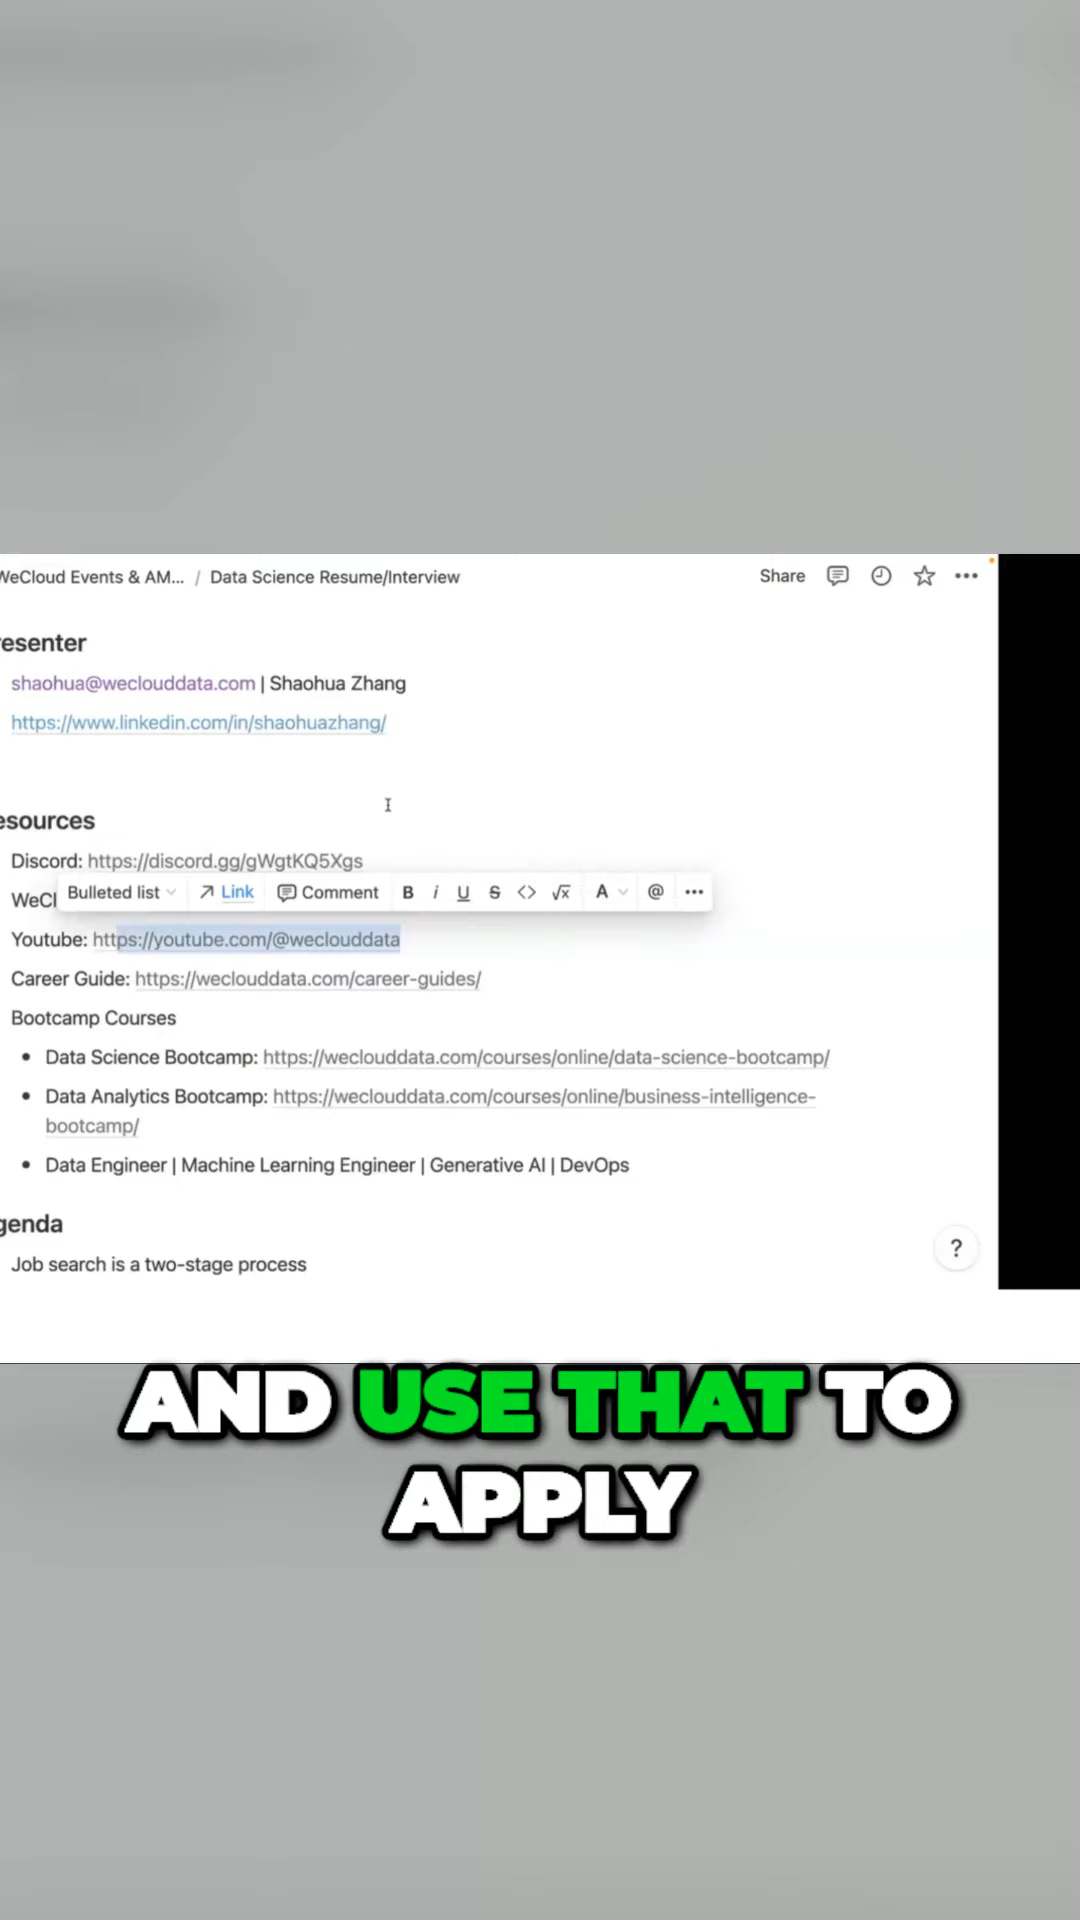 WeCloud Events & AM... / Data Science Resume/Interview Share
esenter
shaohua@weclouddata.com | Shaohua Zhang
https://www.linkedin.com/in/shaohuazhang/
esources
Discord: https://discord.gg/gWgtKQ5Xgs
Bulleted list Link Comment B i U S <> √x A @ •••
WeCl
Youtube: https://youtube.com/@weclouddata
Career Guide: https://weclouddata.com/career-guides/
Bootcamp Courses
• Data Science Bootcamp: https://weclouddata.com/courses/online/data-science-bootcamp/
• Data Analytics Bootcamp: https://weclouddata.com/courses/online/business-intelligence-
bootcamp/
• Data Engineer | Machine Learning Engineer | Generative AI | DevOps
genda
?
Job search is a two-stage process
AND USE THAT TO
APPLY